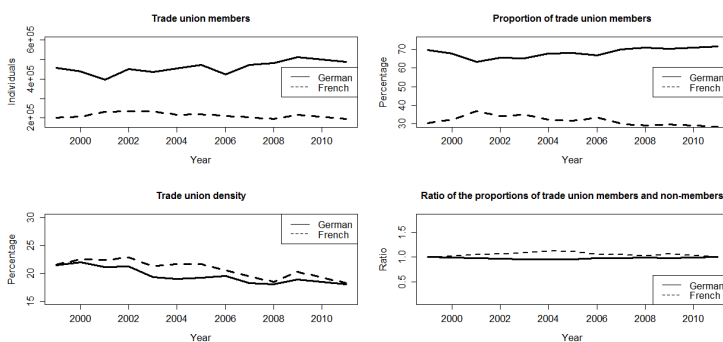 Trade union members
Individuals
2e+05 4e+05 6e+05
German
French
2000 2002 2004 2006 2008 2010
Year
Proportion of trade union members
Percentage
30 40 50 60 70
German
French
2000 2002 2004 2006 2008 2010
Year
Trade union density
Percentage
15 20 25 30
German
French
2000 2002 2004 2006 2008 2010
Year
Ratio of the proportions of trade union members and non-members
Ratio
0.5 1.0 1.5
German
French
2000 2002 2004 2006 2008 2010
Year